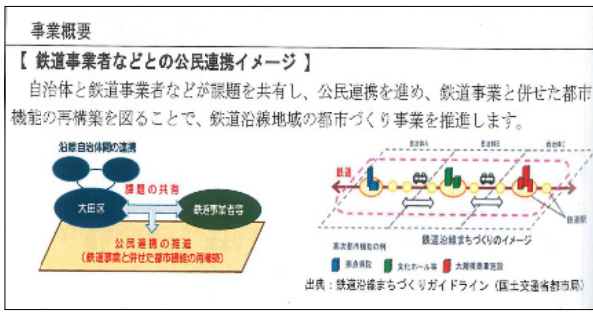 事業概要
【 鉄道事業者などとの公民連携イメージ 】
自治体と鉄道事業者などが課題を共有し、公民連携を進め、鉄道事業と併せた都市
機能の再構築を図ることで、鉄道沿線地域の都市づくり事業を推進します。
沿線自治体間の連携
課題の共有
大田区
鉄道事業者等
公民連携の推進
(鉄道事業と併せた都市機能の再構築)
自治体A
自治体B
自治体C
鉄道
鉄道駅
鉄道沿線まちづくりのイメージ
高次都市機能の例
拠点病院
文化ホール等
大規模商業施設
出典:鉄道沿線まちづくりガイドライン(国土交通省都市局)